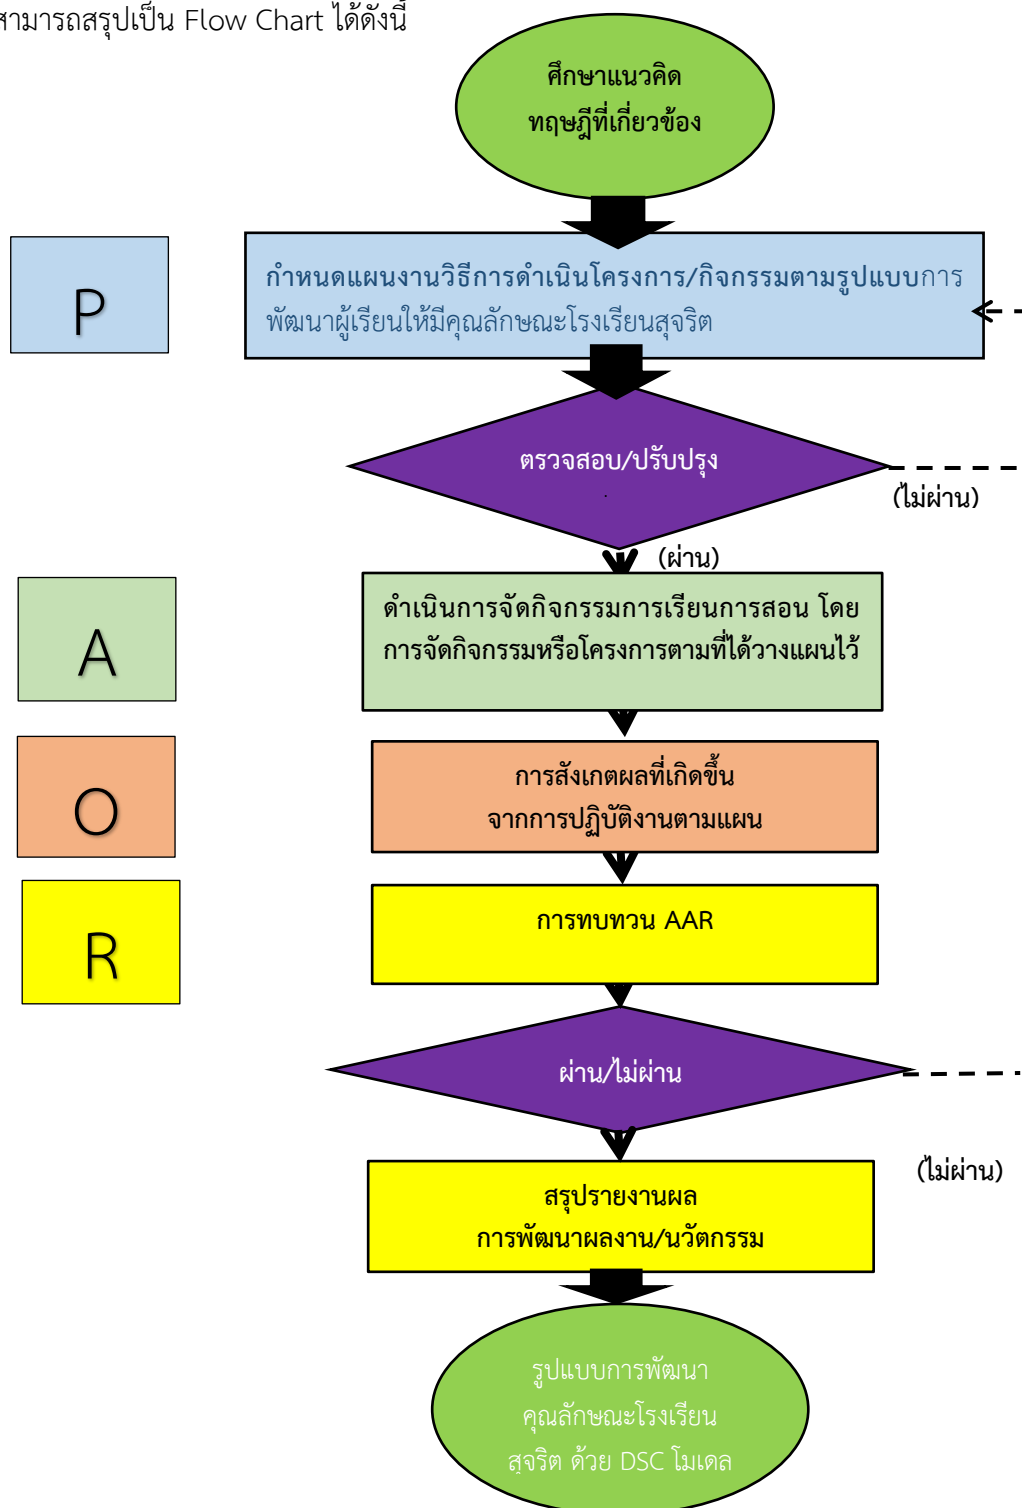 สามารถสรุปเป็น Flow Chart ได้ดังนี้
ศึกษาแนวคิด
ทฤษฎีที่เกี่ยวข้อง
P
กำหนดแผนงานวิธีการดำเนินโครงการ/กิจกรรมตามรูปแบบการ
พัฒนาผู้เรียนให้มีคุณลักษณะโรงเรียนสุจริต
ตรวจสอบ/ปรับปรุง
(ไม่ผ่าน)
(ผ่าน)
A
ดำเนินการจัดกิจกรรมการเรียนการสอน โดย
การจัดกิจกรรมหรือโครงการตามที่ได้วางแผนไว้
O
การสังเกตผลที่เกิดขึ้น
จากการปฏิบัติงานตามแผน
R
การทบทวน AAR
ผ่าน/ไม่ผ่าน
(ไม่ผ่าน)
สรุปรายงานผล
การพัฒนาผลงาน/นวัตกรรม
รูปแบบการพัฒนา
คุณลักษณะโรงเรียน
สุจริต ด้วย DSC โมเดล